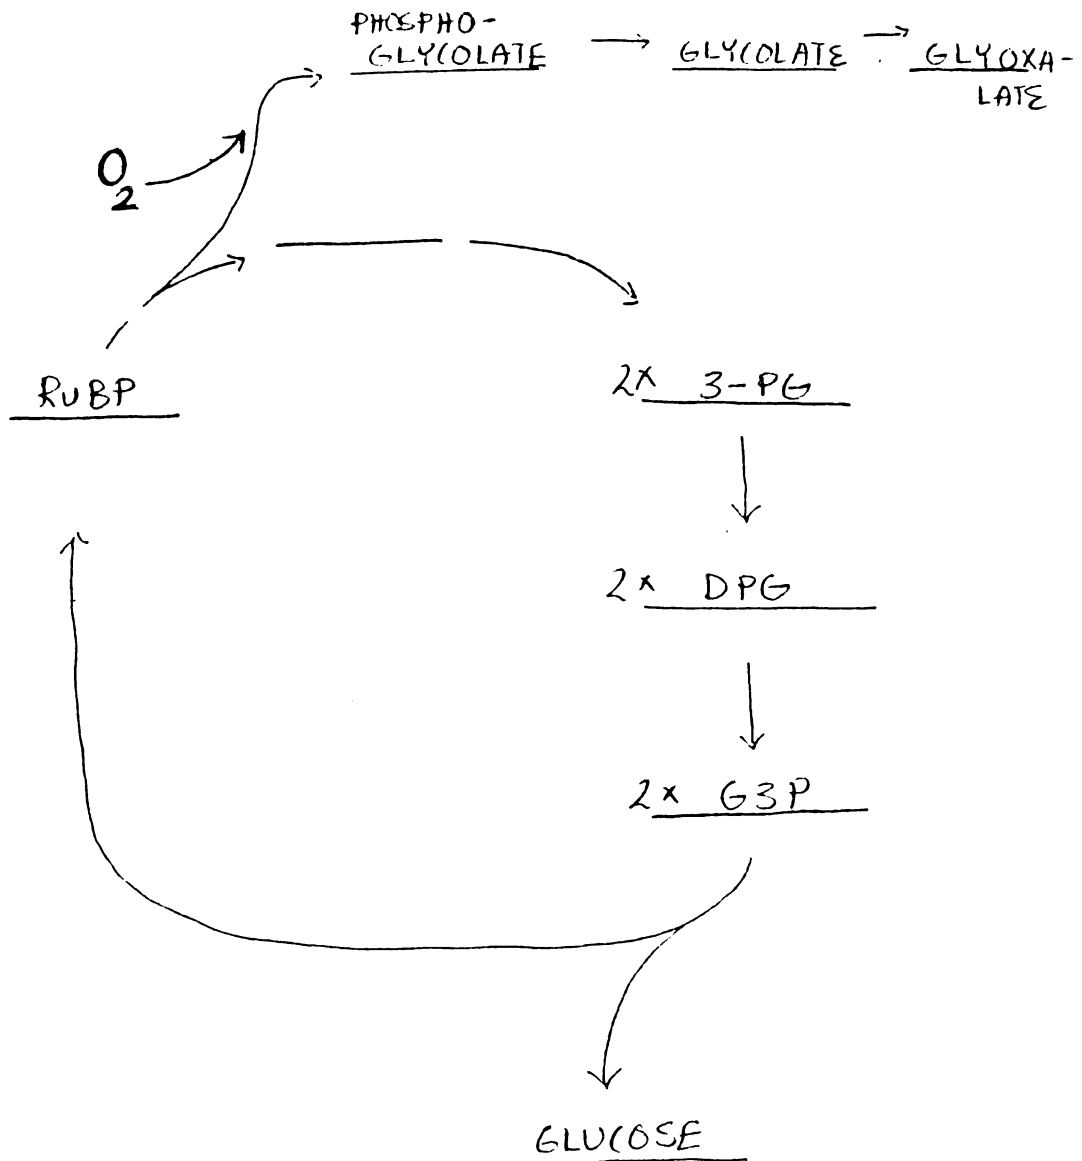 PHOSPHO-
GLYCOLATE → GLYCOLATE → GLYOXA-
LATE
O2
RUBP
2x 3-PG
2x DPG
2x G3P
GLUCOSE